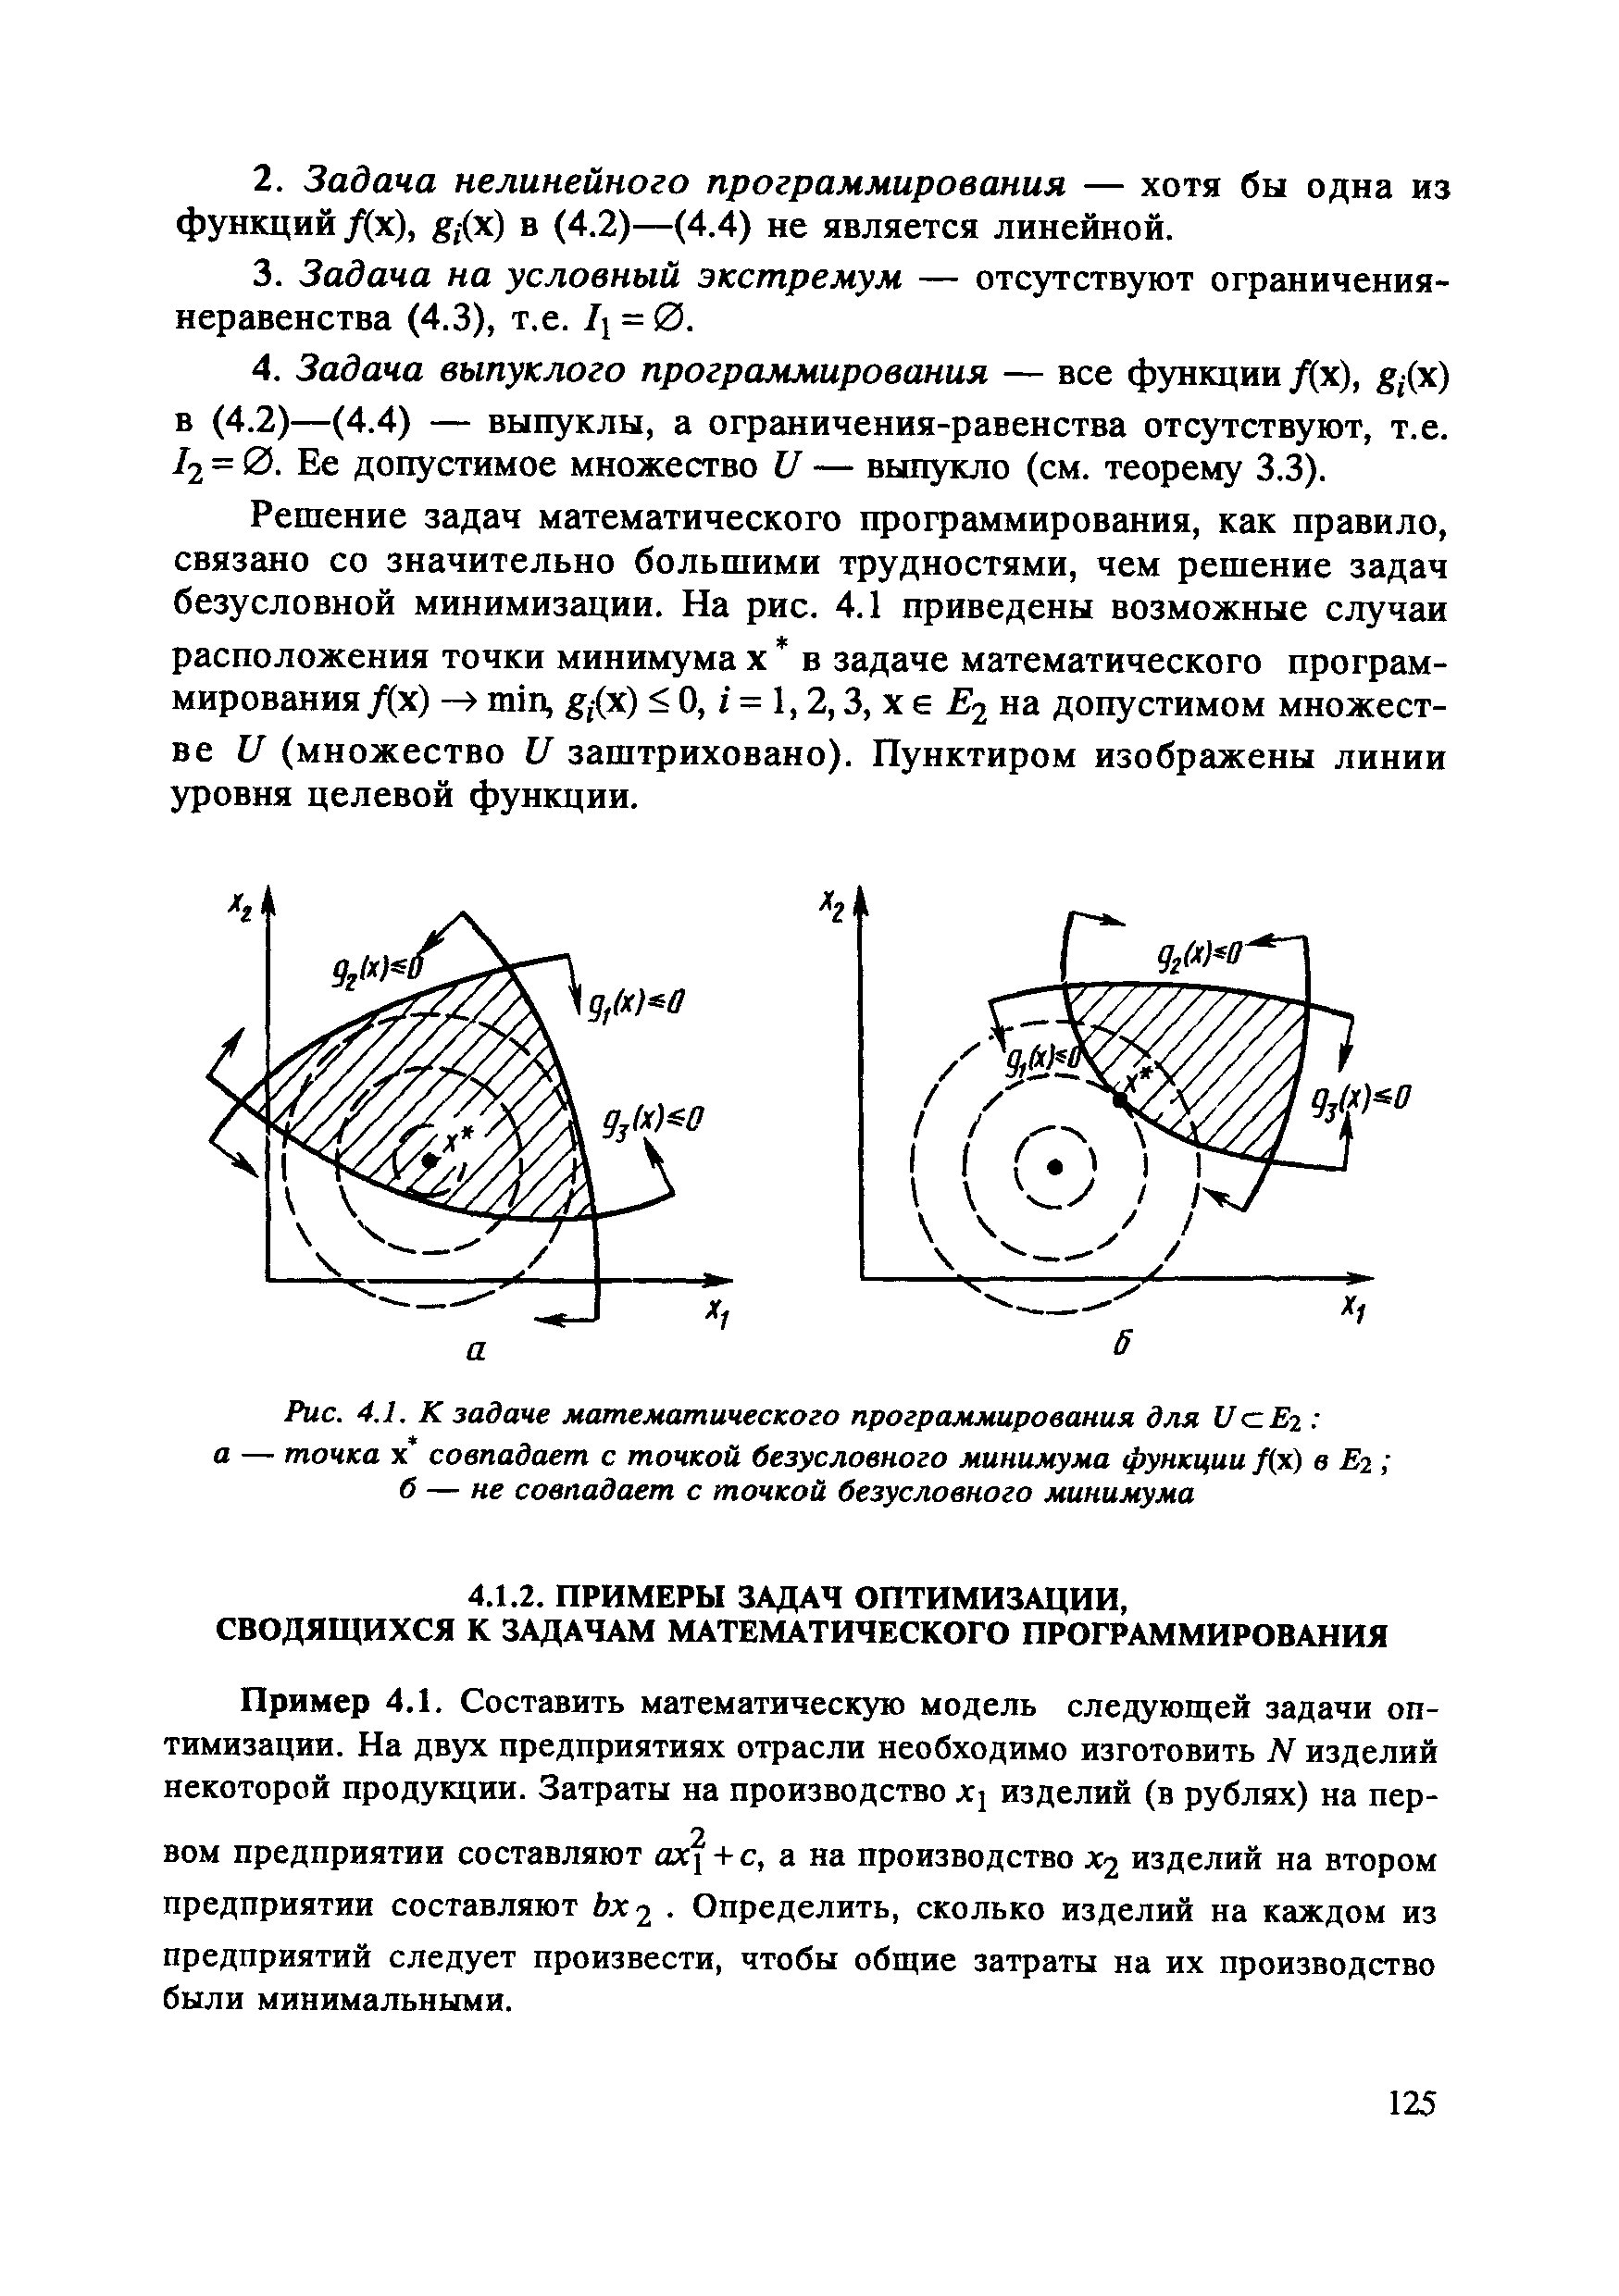 2. Задача нелинейного программирования — хотя бы одна из
функций f(x), gᵢ(x) в (4.2)—(4.4) не является линейной.
3. Задача на условный экстремум — отсутствуют ограничения-
неравенства (4.3), т.е. I₁ = ∅.
4. Задача выпуклого программирования — все функции f(x), gᵢ(x)
в (4.2)—(4.4) — выпуклы, а ограничения-равенства отсутствуют, т.е.
I₂ = ∅. Ее допустимое множество U — выпукло (см. теорему 3.3).
Решение задач математического программирования, как правило,
связано со значительно большими трудностями, чем решение задач
безусловной минимизации. На рис. 4.1 приведены возможные случаи
расположения точки минимума x* в задаче математического програм-
мирования f(x) → min, gᵢ(x) ≤ 0, i = 1, 2, 3, x ∈ E₂ на допустимом множест-
ве U (множество U заштриховано). Пунктиром изображены линии
уровня целевой функции.
x₂
g₂(x)≤0
g₁(x)≤0
g₃(x)≤0
x*
x₁
а
x₂
g₂(x)≤0
g₁(x)≤0
x*
g₃(x)≤0
x₁
б
Рис. 4.1. К задаче математического программирования для U⊂E₂ :
а — точка x* совпадает с точкой безусловного минимума функции f(x) в E₂ ;
б — не совпадает с точкой безусловного минимума
4.1.2. ПРИМЕРЫ ЗАДАЧ ОПТИМИЗАЦИИ,
СВОДЯЩИХСЯ К ЗАДАЧАМ МАТЕМАТИЧЕСКОГО ПРОГРАММИРОВАНИЯ
Пример 4.1. Составить математическую модель следующей задачи оп-
тимизации. На двух предприятиях отрасли необходимо изготовить N изделий
некоторой продукции. Затраты на производство x₁ изделий (в рублях) на пер-
вом предприятии составляют ax₁² + c, а на производство x₂ изделий на втором
предприятии составляют bx₂ . Определить, сколько изделий на каждом из
предприятий следует произвести, чтобы общие затраты на их производство
были минимальными.
125